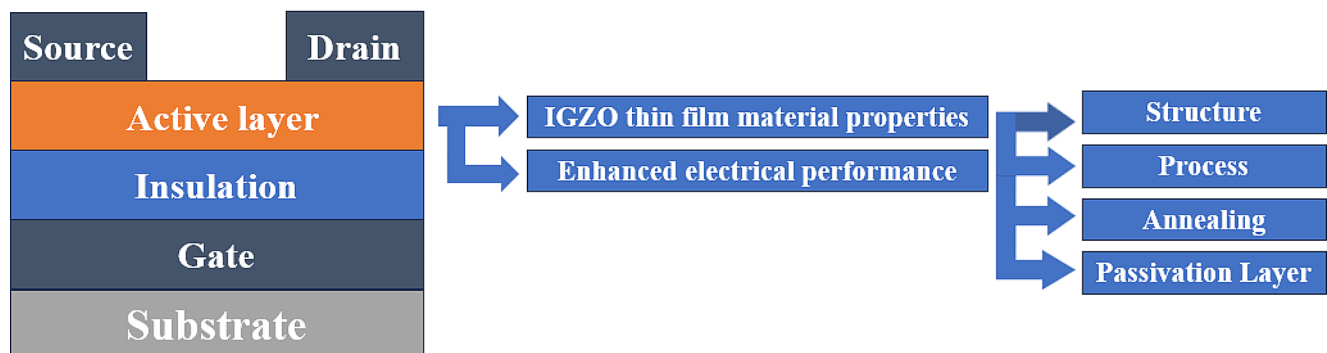 Source
Drain
Active layer
Insulation
Gate
Substrate
IGZO thin film material properties
Enhanced electrical performance
Structure
Process
Annealing
Passivation Layer